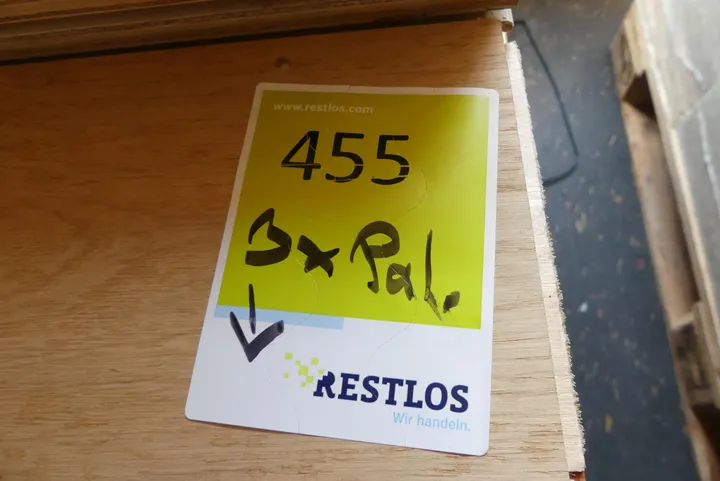 www.restlos.com
455
3x Pal.
RESTLOS
Wir handeln.